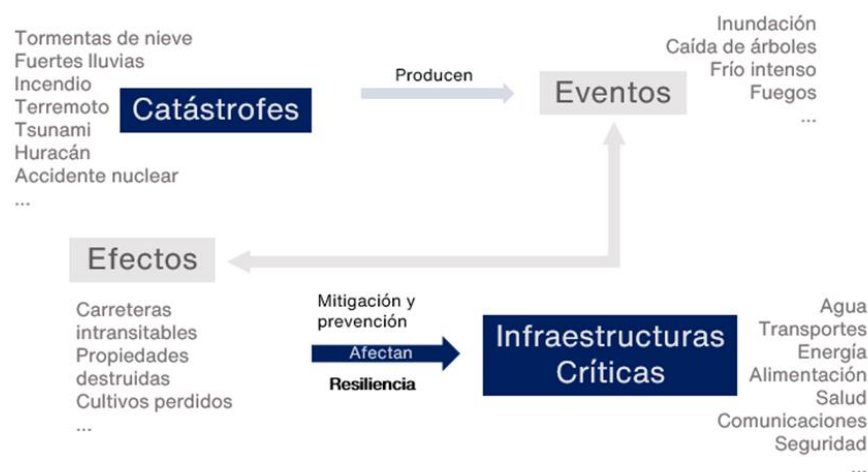 Tormentas de nieve
Fuertes lluvias
Incendio
Terremoto
Tsunami
Huracán
Accidente nuclear
...
Catástrofes
Producen
Eventos
Inundación
Caída de árboles
Frío intenso
Fuegos
...
Efectos
Carreteras
intransitables
Propiedades
destruidas
Cultivos perdidos
...
Mitigación y
prevención
Afectan
Resiliencia
Infraestructuras
Críticas
Agua
Transportes
Energía
Alimentación
Salud
Comunicaciones
Seguridad
...